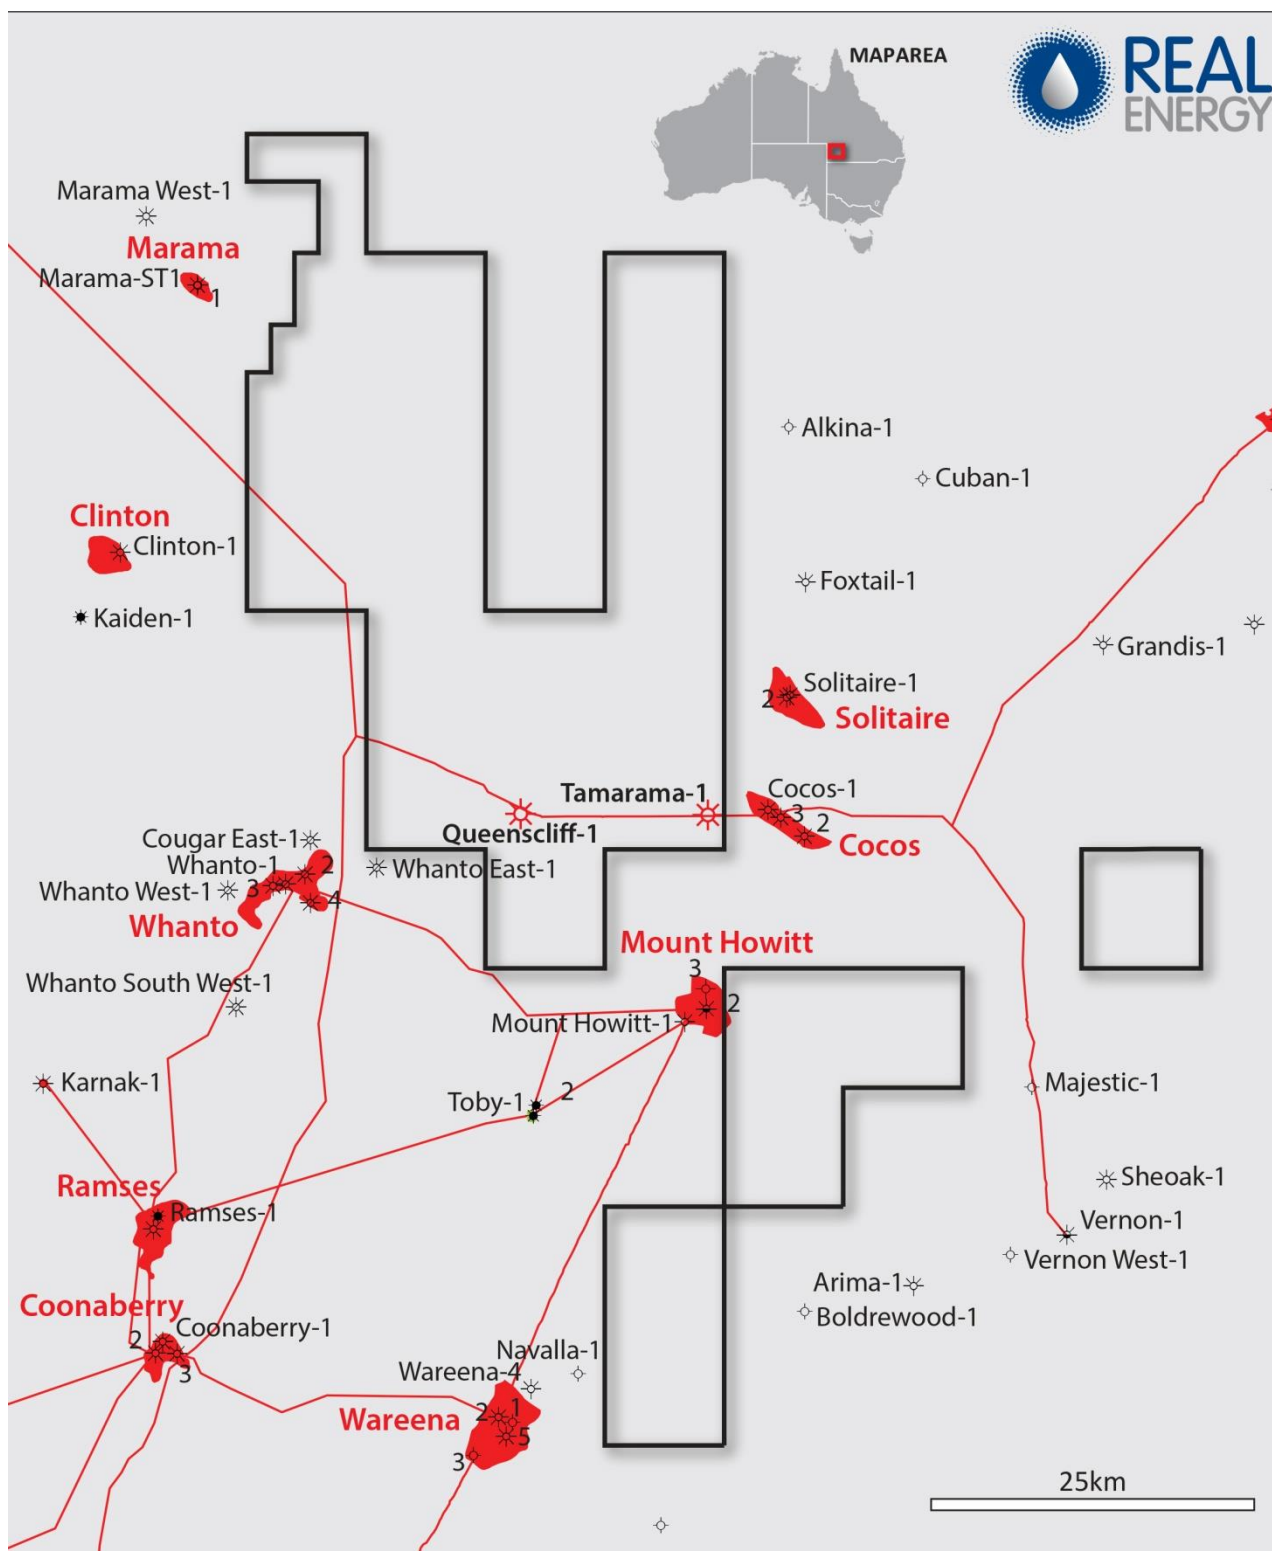 MAPAREA
REAL
ENERGY
Marama West-1
Marama
Marama-ST1
1
Alkina-1
Cuban-1
Clinton
Clinton-1
Foxtail-1
Kaiden-1
Grandis-1
Solitaire-1
2
Solitaire
Tamarama-1
Cocos-1
3
2
Queenscliff-1
Cocos
Cougar East-1
Whanto-1
2
Whanto East-1
Whanto West-1
3
4
Whanto
Mount Howitt
3
Whanto South West-1
2
Mount Howitt-1
Karnak-1
Toby-1
2
Majestic-1
Ramses
Sheoak-1
Ramses-1
Vernon-1
Vernon West-1
Arima-1
Coonaberry
Boldrewood-1
Coonaberry-1
2
3
Navalla-1
Wareena-4
2
1
Wareena
5
3
25km